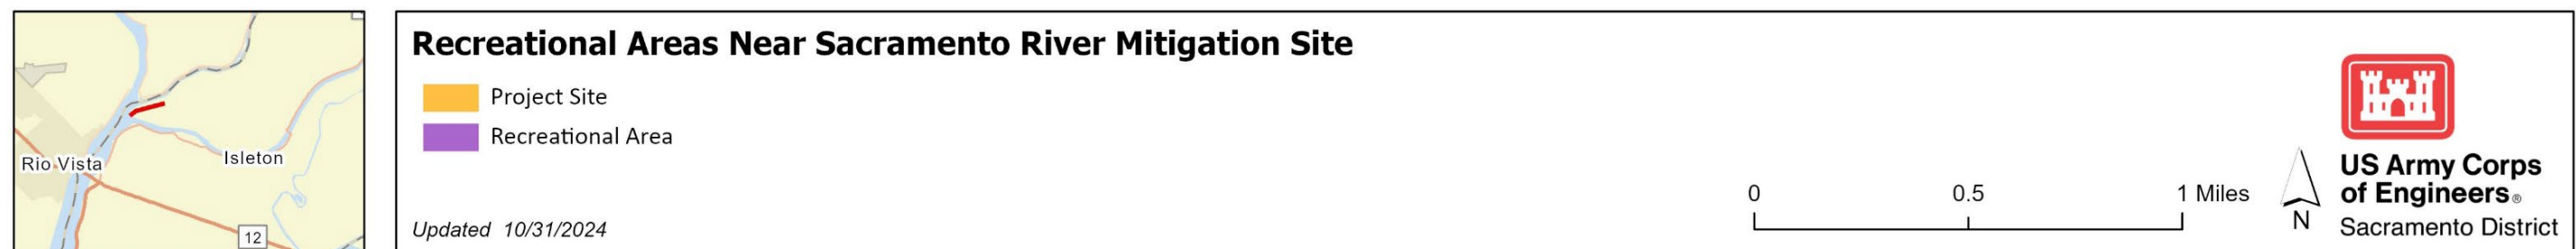 Rio Vista
Isleton
12
Recreational Areas Near Sacramento River Mitigation Site
Project Site
Recreational Area
Updated 10/31/2024
0 0.5 1 Miles
N
US Army Corps
of Engineers®
Sacramento District